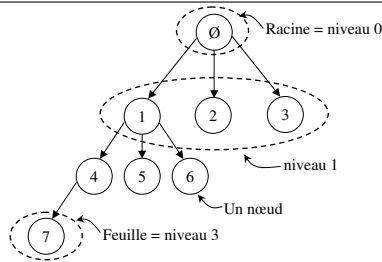 Ø
Racine = niveau 0
1
2
3
niveau 1
4
5
6
Un nœud
7
Feuille = niveau 3